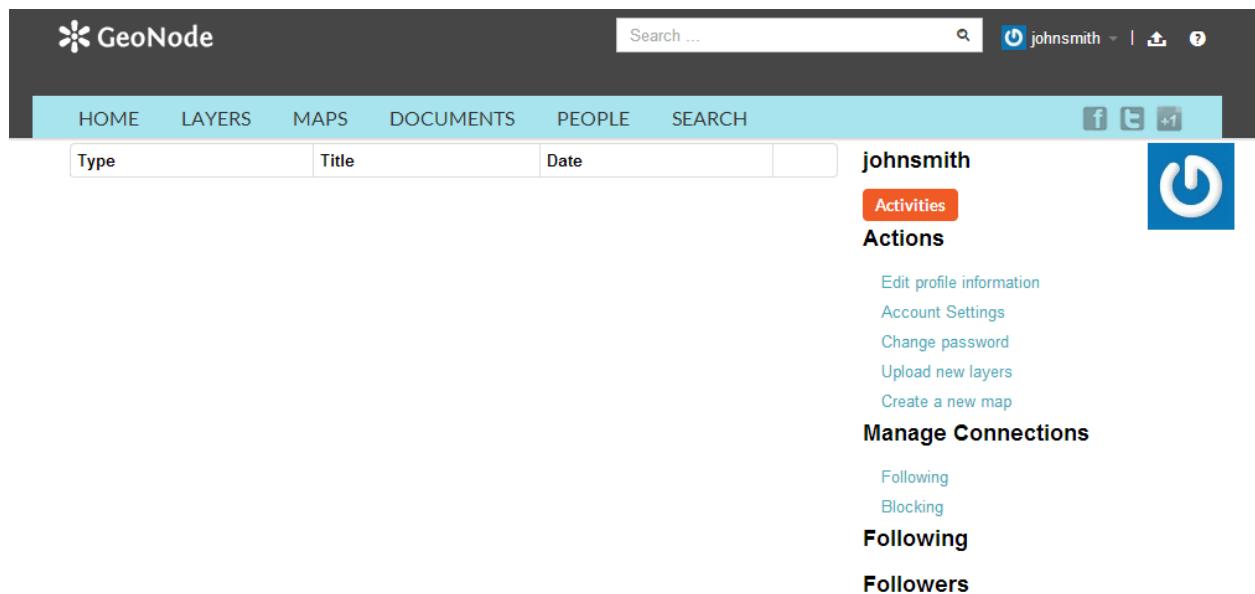 GeoNode
Search ...
johnsmith
HOME LAYERS MAPS DOCUMENTS PEOPLE SEARCH
f t +1
Type Title Date
johnsmith
Activities
Actions
Edit profile information
Account Settings
Change password
Upload new layers
Create a new map
Manage Connections
Following
Blocking
Following
Followers